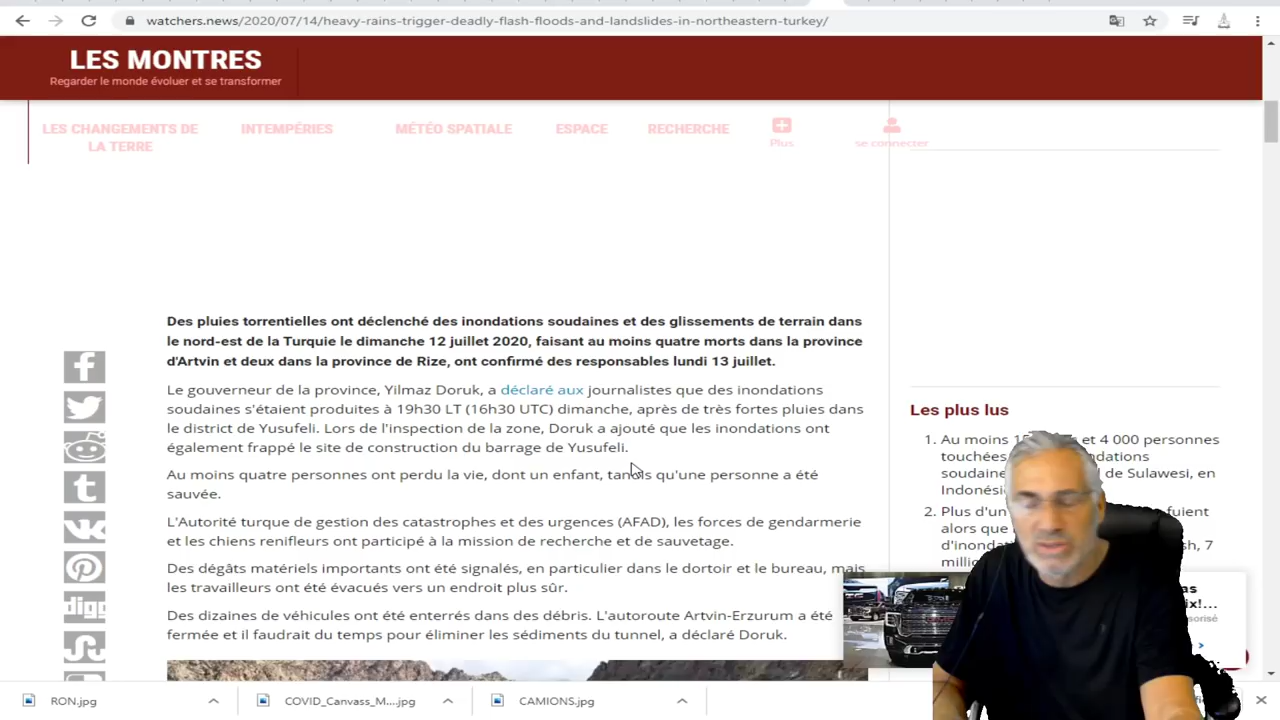 watchers.news/2020/07/14/heavy-rains-trigger-deadly-flash-floods-and-landslides-in-northeastern-turkey/
LES MONTRES
Regarder le monde évoluer et se transformer
LES CHANGEMENTS DE LA TERRE
INTEMPÉRIES
MÉTÉO SPATIALE
ESPACE
RECHERCHE
Plus
se connecter
Des pluies torrentielles ont déclenché des inondations soudaines et des glissements de terrain dans
le nord-est de la Turquie le dimanche 12 juillet 2020, faisant au moins quatre morts dans la province
d'Artvin et deux dans la province de Rize, ont confirmé des responsables lundi 13 juillet.
Le gouverneur de la province, Yilmaz Doruk, a déclaré aux journalistes que des inondations
soudaines s'étaient produites à 19h30 LT (16h30 UTC) dimanche, après de très fortes pluies dans
le district de Yusufeli. Lors de l'inspection de la zone, Doruk a ajouté que les inondations ont
également frappé le site de construction du barrage de Yusufeli.
Au moins quatre personnes ont perdu la vie, dont un enfant, tandis qu'une personne a été
sauvée.
L'Autorité turque de gestion des catastrophes et des urgences (AFAD), les forces de gendarmerie
et les chiens renifleurs ont participé à la mission de recherche et de sauvetage.
Des dégâts matériels importants ont été signalés, en particulier dans le dortoir et le bureau, mais
les travailleurs ont été évacués vers un endroit plus sûr.
Des dizaines de véhicules ont été enterrés dans des débris. L'autoroute Artvin-Erzurum a été
fermée et il faudrait du temps pour éliminer les sédiments du tunnel, a déclaré Doruk.
digg
Les plus lus
1. Au moins et 4 000 personnes
touchées
soudaines de Sulawesi, en
Indonésie
2. Plus d'un fuient
alors que
d'inond 7
RON.jpg
COVID_Canvass_M....jpg
CAMIONS.jpg